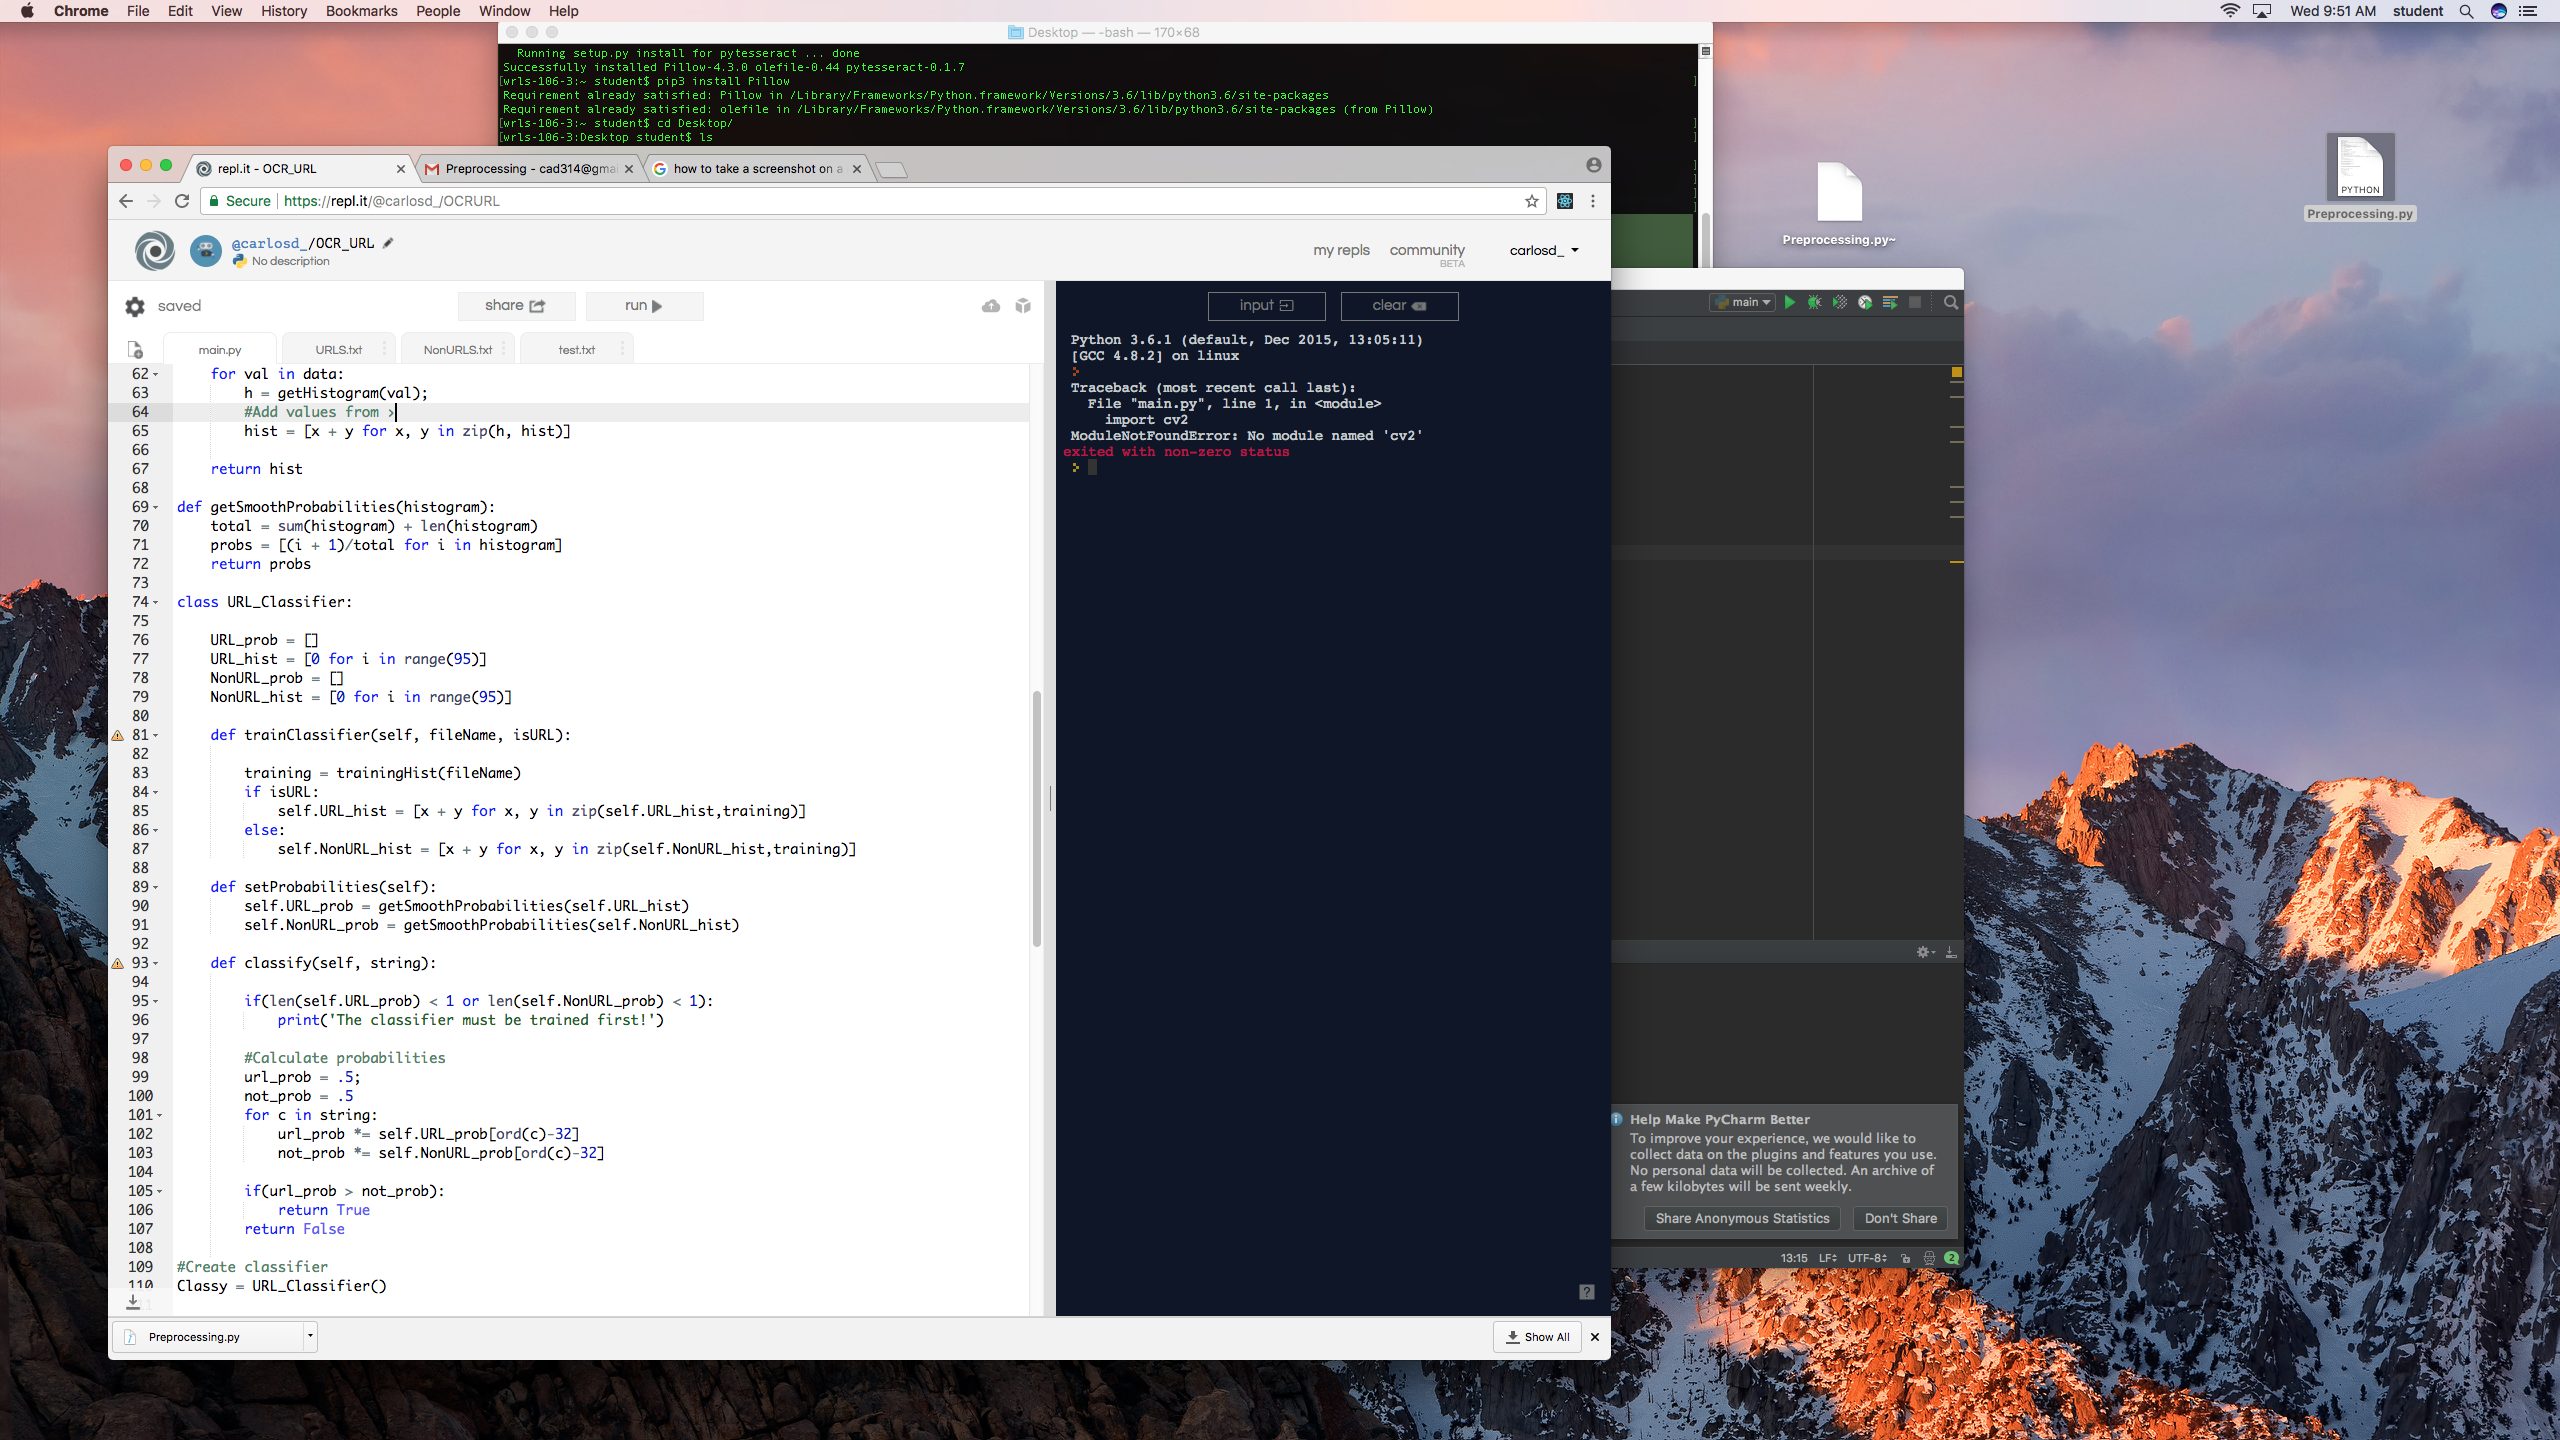 Chrome File Edit View History Bookmarks People Window Help Wed 9:51 AM student
Desktop — -bash — 170×68
Running setup.py install for pytesseract ... done
Successfully installed Pillow-4.3.0 olefile-0.44 pytesseract-0.1.7
[wrls-106-3:~ student$ pip3 install Pillow ]
Requirement already satisfied: Pillow in /Library/Frameworks/Python.framework/Versions/3.6/lib/python3.6/site-packages
Requirement already satisfied: olefile in /Library/Frameworks/Python.framework/Versions/3.6/lib/python3.6/site-packages (from Pillow)
[wrls-106-3:~ student$ cd Desktop/ ]
[wrls-106-3:Desktop student$ ls ]
repl.it - OCR_URL
Preprocessing - cad314@gma
how to take a screenshot on a
Secure https://repl.it/@carlosd_/OCRURL
@carlosd_/OCR_URL
No description
my repls
community
BETA
carlosd_
saved
share
run
main.py
URLS.txt
NonURLS.txt
test.txt
62 for val in data:
63 h = getHistogram(val);
64 #Add values from >
65 hist = [x + y for x, y in zip(h, hist)]
66
67 return hist
68
69 def getSmoothProbabilities(histogram):
70 total = sum(histogram) + len(histogram)
71 probs = [(i + 1)/total for i in histogram]
72 return probs
73
74 class URL_Classifier:
75
76 URL_prob = []
77 URL_hist = [0 for i in range(95)]
78 NonURL_prob = []
79 NonURL_hist = [0 for i in range(95)]
80
81 def trainClassifier(self, fileName, isURL):
82
83 training = trainingHist(fileName)
84 if isURL:
85 self.URL_hist = [x + y for x, y in zip(self.URL_hist,training)]
86 else:
87 self.NonURL_hist = [x + y for x, y in zip(self.NonURL_hist,training)]
88
89 def setProbabilities(self):
90 self.URL_prob = getSmoothProbabilities(self.URL_hist)
91 self.NonURL_prob = getSmoothProbabilities(self.NonURL_hist)
92
93 def classify(self, string):
94
95 if(len(self.URL_prob) < 1 or len(self.NonURL_prob) < 1):
96 print('The classifier must be trained first!')
97
98 #Calculate probabilities
99 url_prob = .5;
100 not_prob = .5
101 for c in string:
102 url_prob *= self.URL_prob[ord(c)-32]
103 not_prob *= self.NonURL_prob[ord(c)-32]
104
105 if(url_prob > not_prob):
106 return True
107 return False
108
109 #Create classifier
110 Classy = URL_Classifier()
input
clear
Python 3.6.1 (default, Dec 2015, 13:05:11)
[GCC 4.8.2] on linux
Traceback (most recent call last):
File "main.py", line 1, in <module>
import cv2
ModuleNotFoundError: No module named 'cv2'
exited with non-zero status
?
Preprocessing.py
Show All
Preprocessing.py~
PYTHON
Preprocessing.py
main
Help Make PyCharm Better
To improve your experience, we would like to
collect data on the plugins and features you use.
No personal data will be collected. An archive of
a few kilobytes will be sent weekly.
Share Anonymous Statistics
Don't Share
13:15 LF÷ UTF-8÷ 2